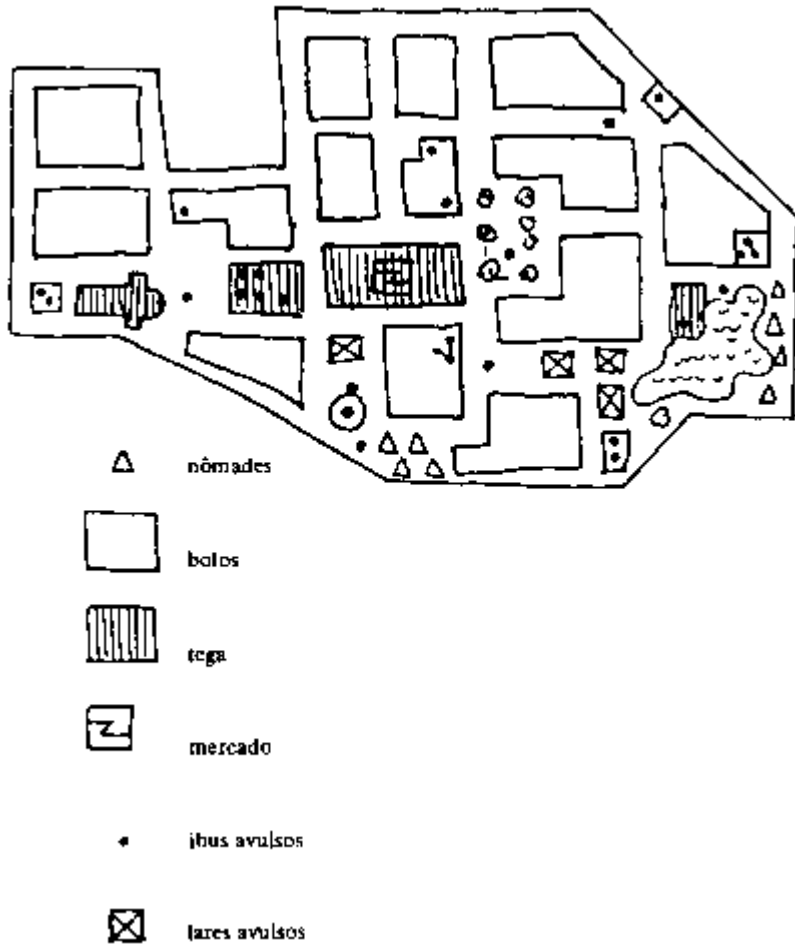 nômades
bolos
tega
mercado
ibus avulsos
lares avulsos